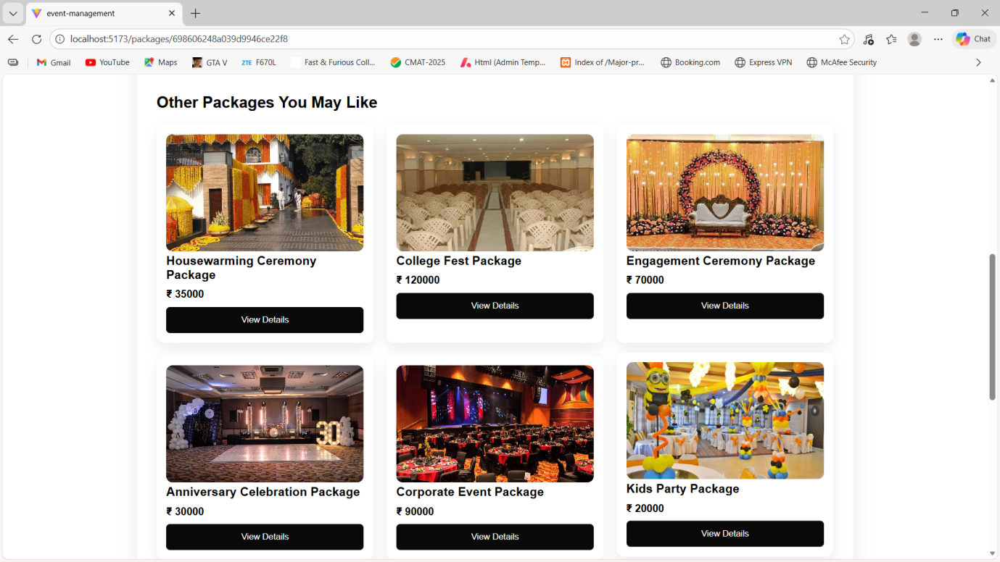 event-management
localhost:5173/packages/698606248a039d9946ce22f8
Chat
Gmail
YouTube
Maps
GTA V
ZTE F670L
Fast & Furious Coll...
CMAT-2025
Html (Admin Temp...
Index of /Major-pr...
Booking.com
Express VPN
McAfee Security
Other Packages You May Like
Housewarming Ceremony
Package
₹ 35000
View Details
College Fest Package
₹ 120000
View Details
Engagement Ceremony Package
₹ 70000
View Details
30
Anniversary Celebration Package
₹ 30000
View Details
Corporate Event Package
₹ 90000
View Details
Kids Party Package
₹ 20000
View Details